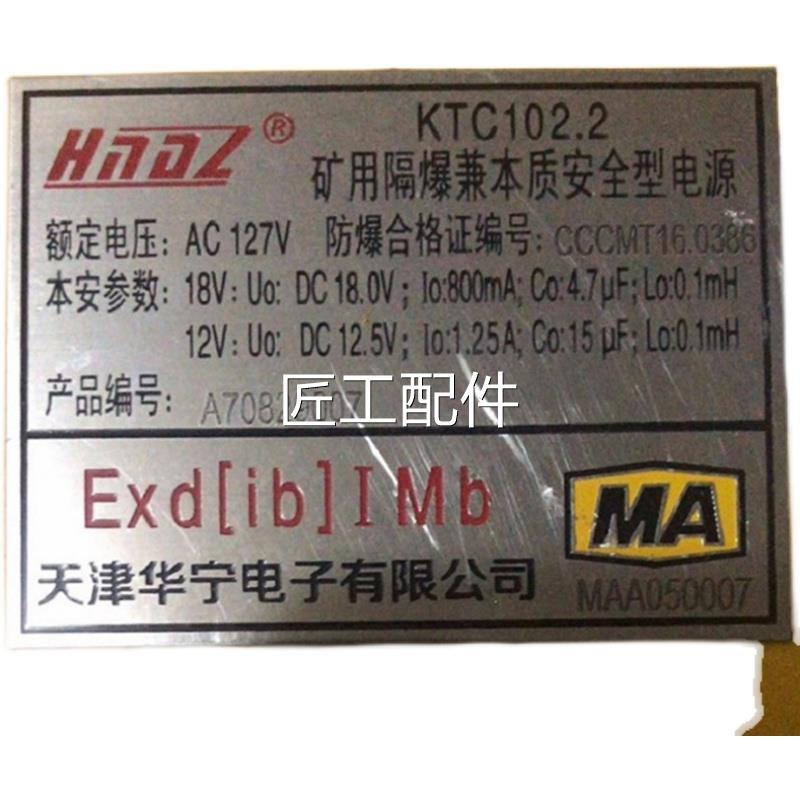 HNDZ®
KTC102.2
矿用隔爆兼本质安全型电源
额定电压: AC 127V 防爆合格证编号: CCCMT16.0386
本安参数: 18V: Uo: DC 18.0V; Io:800mA; Co:4.7μF; Lo:0.1mH
12V: Uo: DC 12.5V; Io:1.25A; Co:15μF; Lo:0.1mH
产品编号:
匠工配件
Exd[ib]ⅠMb
MA
天津华宁电子有限公司
MAA050007